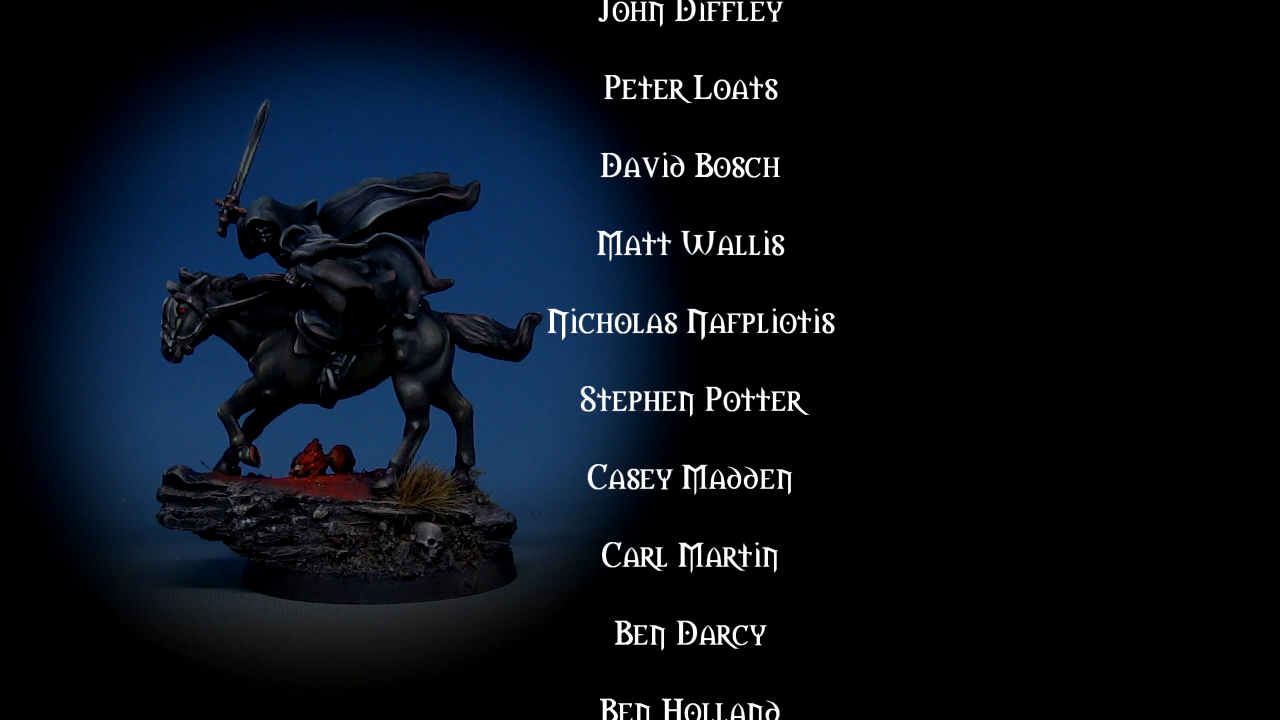 John Diffley
Peter Loats
David Bosch
Matt Wallis
Nicholas Nafpliotis
Stephen Potter
Casey Madden
Carl Martin
Ben Darcy
Ben Holland